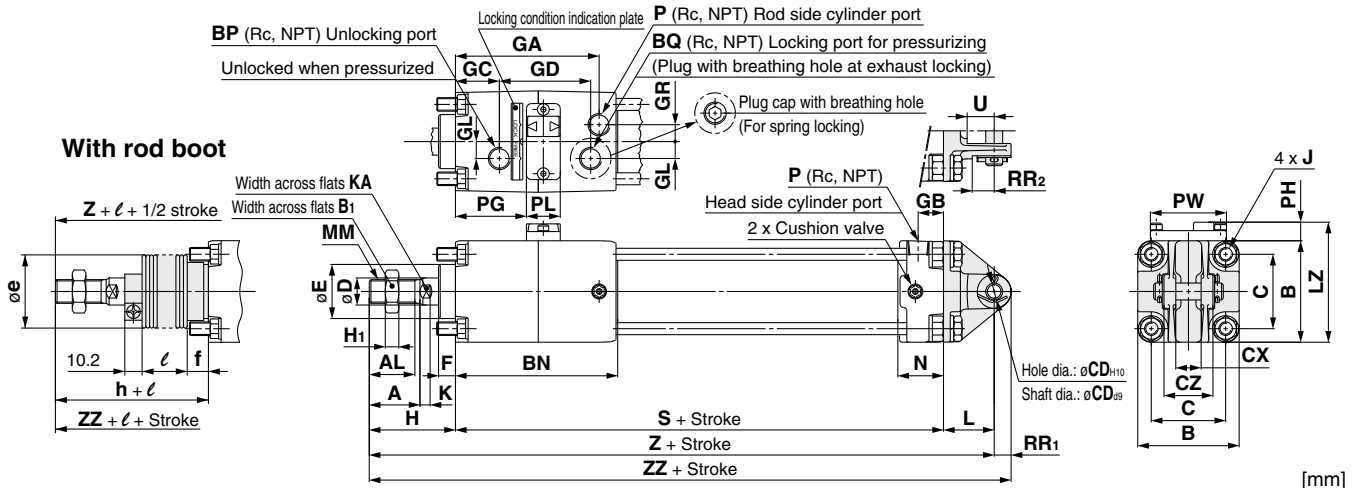 Locking condition indication plate
P (Rc, NPT) Rod side cylinder port
BP (Rc, NPT) Unlocking port
GA
BQ (Rc, NPT) Locking port for pressurizing
Unlocked when pressurized
GC
GD
(Plug with breathing hole at exhaust locking)
GR
Plug cap with breathing hole
(For spring locking)
U
GL
LOCK
FREE
GL
With rod boot
RR2
4 x J
P (Rc, NPT)
Width across flats KA
PG
PL
GB
PW
PH
Z + ℓ + 1/2 stroke
Width across flats B1
Head side cylinder port
MM
2 x Cushion valve
øe
øE
øD
C
B
LZ
H1
10.2
ℓ
f
AL
F
BN
N
Hole dia.: øCDH10
Shaft dia.: øCDd9
CX
CZ
A
K
h + ℓ
H
S + Stroke
L
C
ZZ + ℓ + Stroke
Z + Stroke
RR1
B
ZZ + Stroke
[mm]